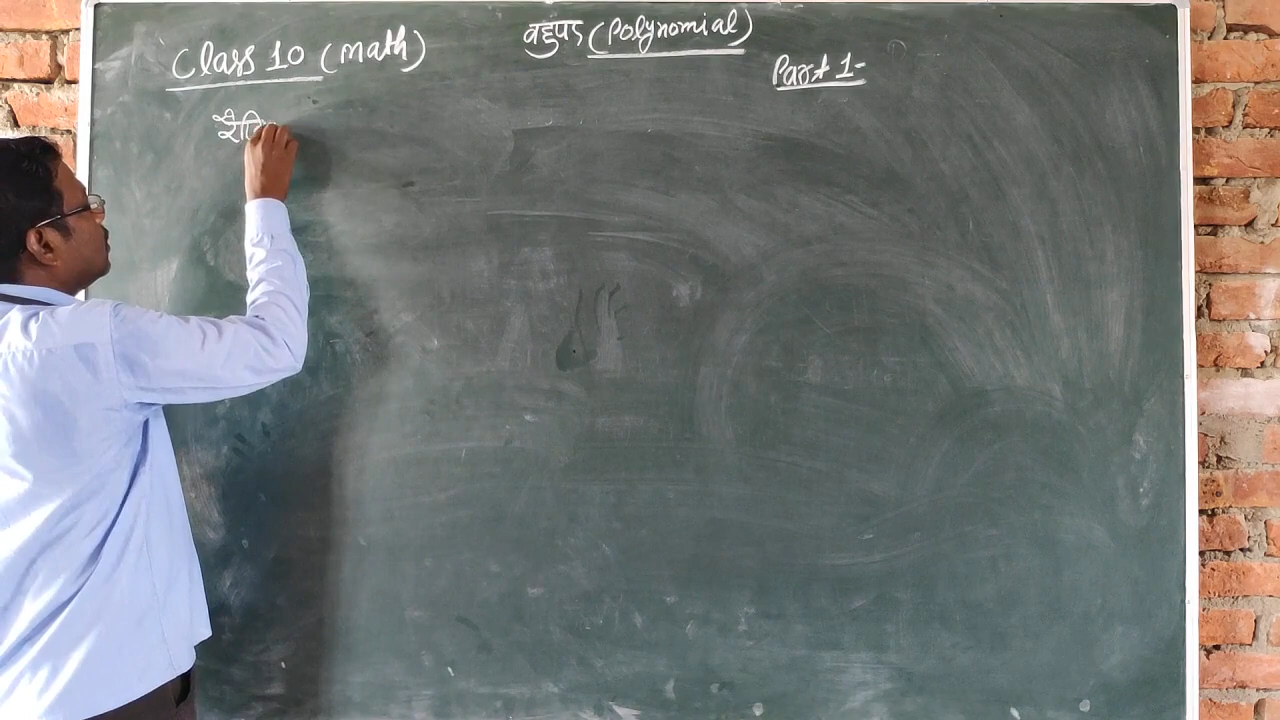 बहुपद (Polynomial)
Class 10 (Math)
Part 1-